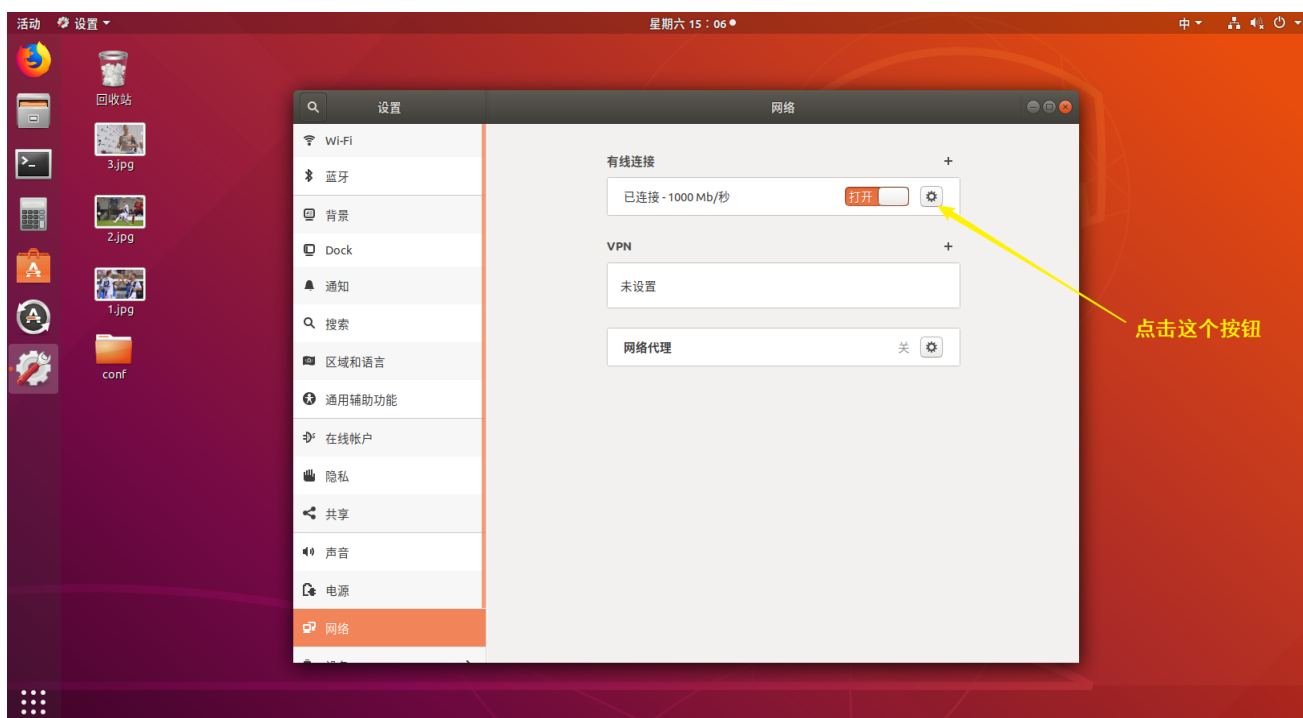 活动 设置 星期六 15：06 中
回收站
3.jpg
2.jpg
1.jpg
conf
设置 网络
Wi-Fi
蓝牙
背景
Dock
通知
搜索
区域和语言
通用辅助功能
在线帐户
隐私
共享
声音
电源
网络
有线连接
已连接 - 1000 Mb/秒 打开
VPN
未设置
网络代理 关
点击这个按钮